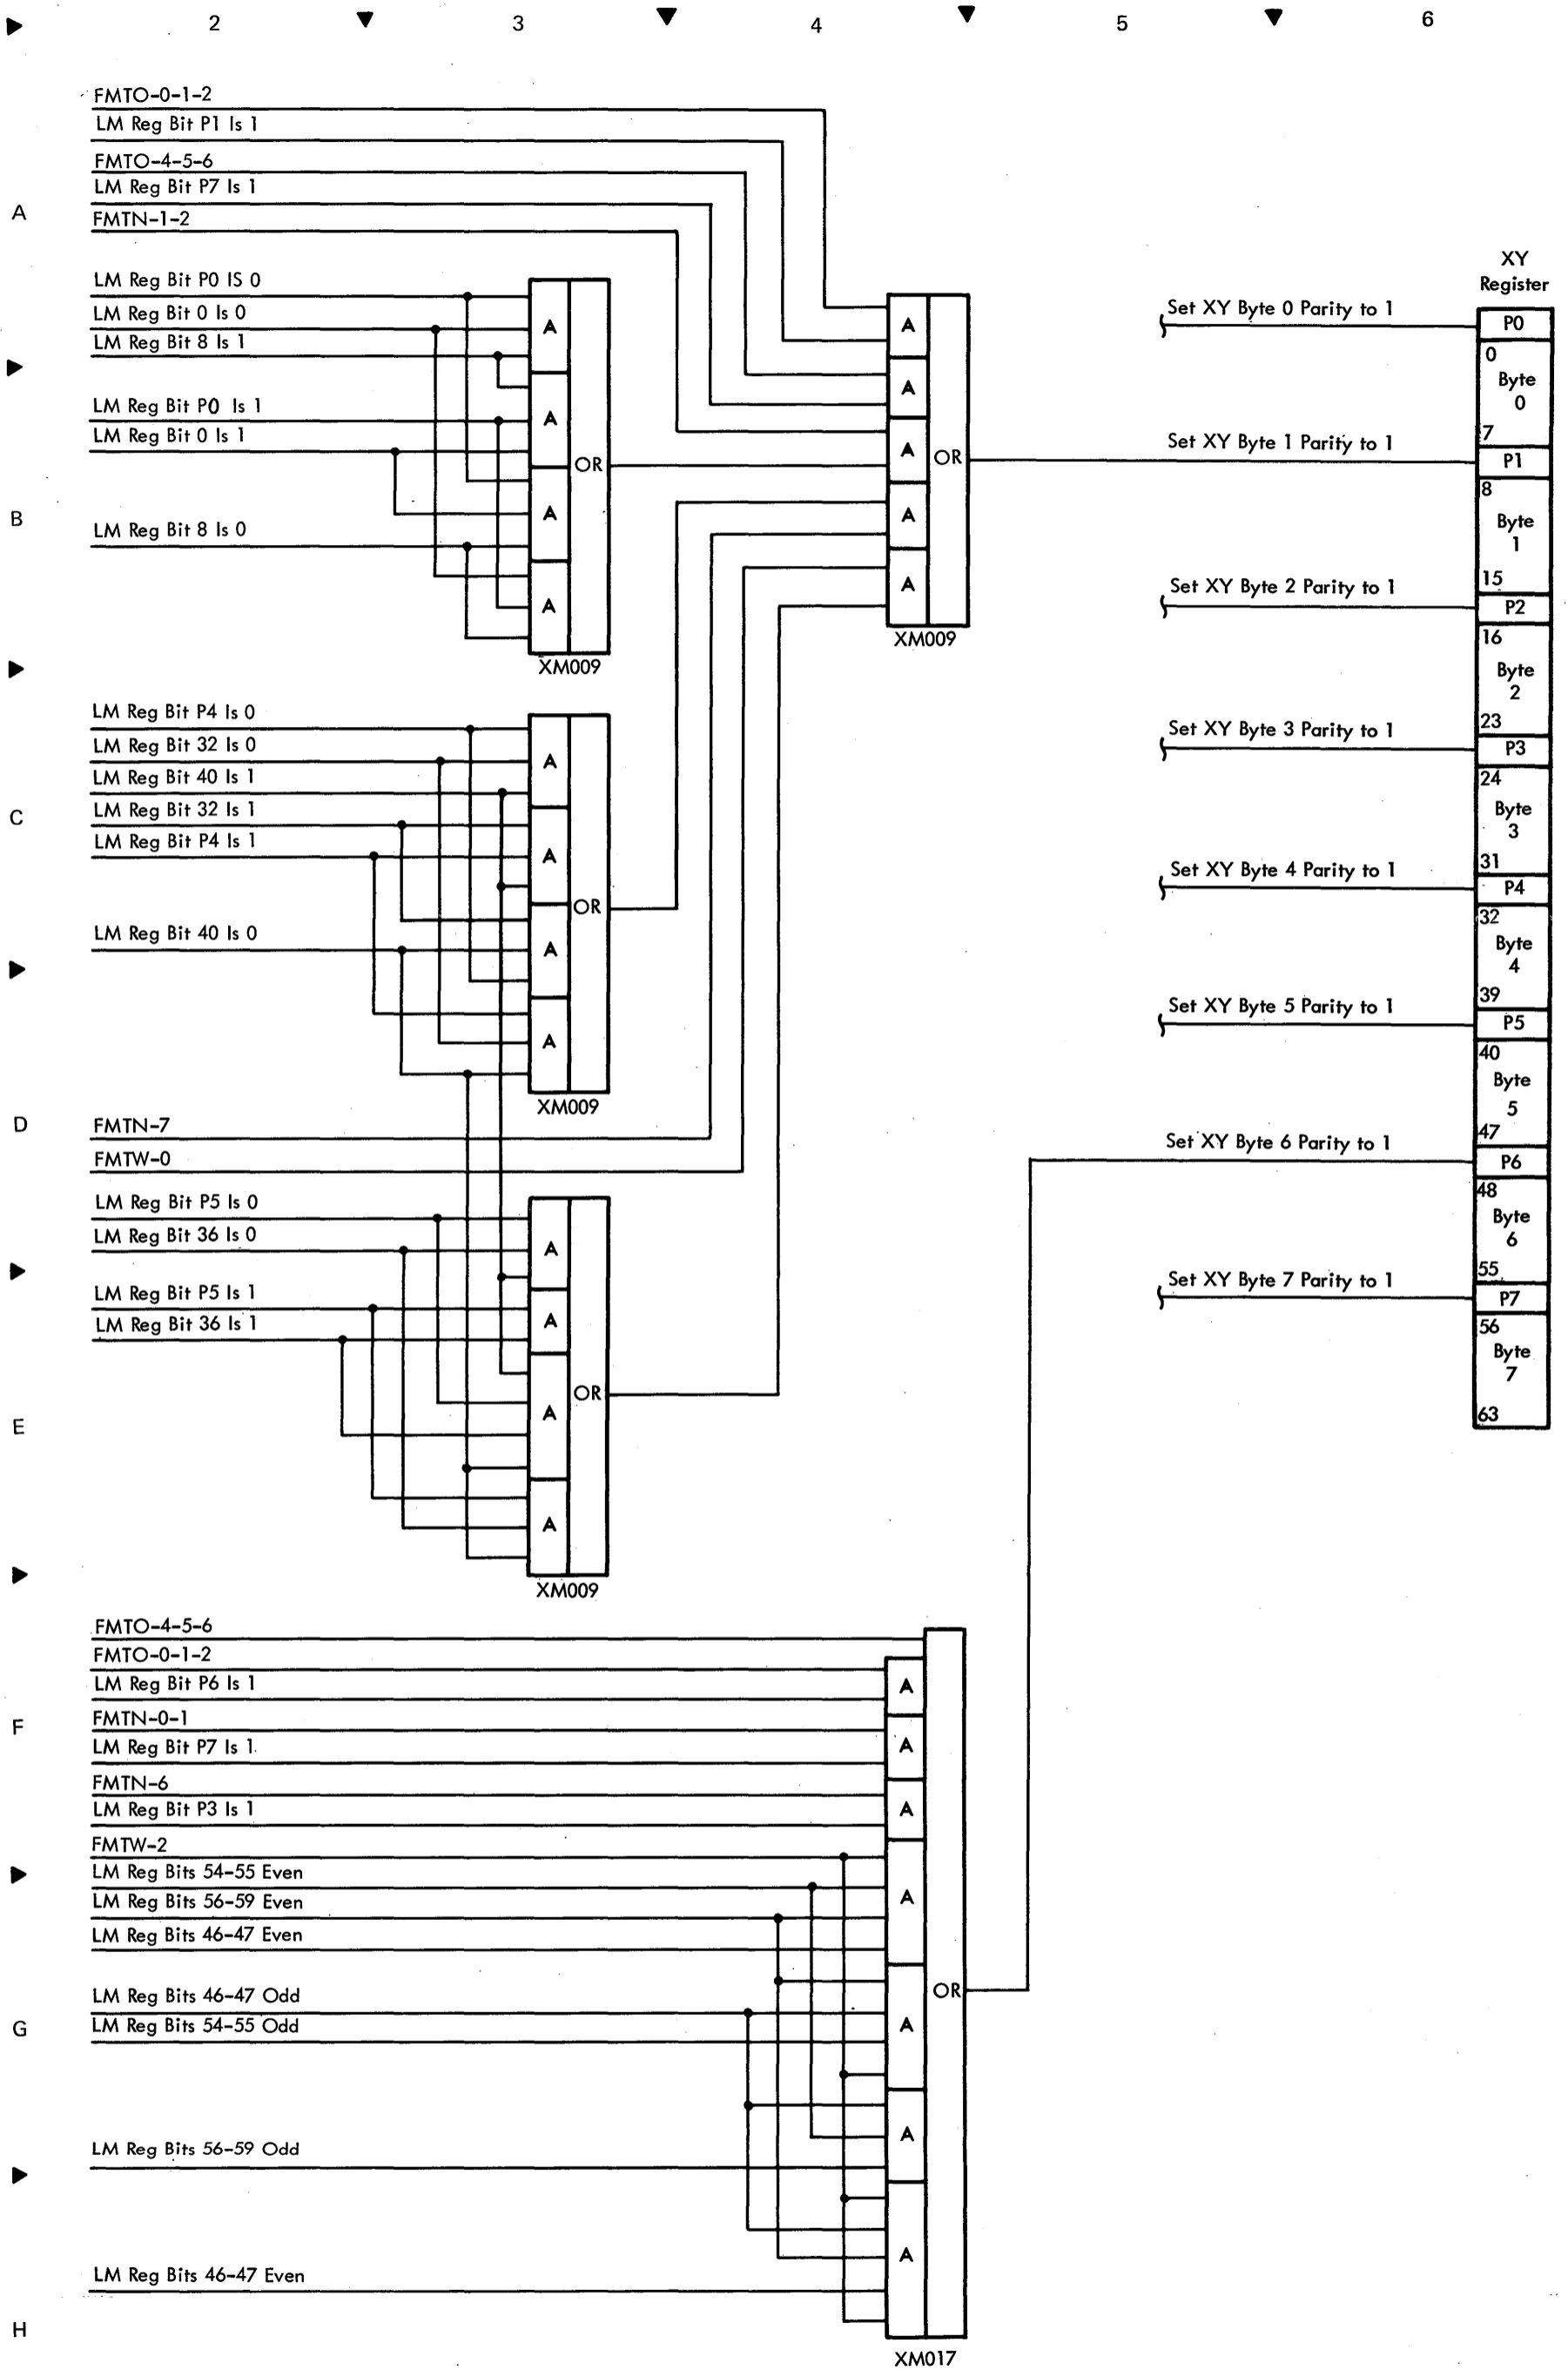 2 3 4 5 6
FMTO-0-1-2
LM Reg Bit P1 Is 1
FMTO-4-5-6
LM Reg Bit P7 Is 1
A
FMTN-1-2
XY
Register
LM Reg Bit P0 IS 0
LM Reg Bit 0 Is 0
LM Reg Bit 8 Is 1
LM Reg Bit P0 Is 1
LM Reg Bit 0 Is 1
B
LM Reg Bit 8 Is 0
A
A
A
A
OR
XM009
A
A
A
A
A
OR
XM009
Set XY Byte 0 Parity to 1
P0
0
Byte
0
7
Set XY Byte 1 Parity to 1
P1
8
Byte
1
15
Set XY Byte 2 Parity to 1
P2
16
Byte
2
23
Set XY Byte 3 Parity to 1
P3
24
Byte
3
31
Set XY Byte 4 Parity to 1
P4
32
Byte
4
39
Set XY Byte 5 Parity to 1
P5
40
Byte
5
47
Set XY Byte 6 Parity to 1
P6
48
Byte
6
55
Set XY Byte 7 Parity to 1
P7
56
Byte
7
63
LM Reg Bit P4 Is 0
LM Reg Bit 32 Is 0
LM Reg Bit 40 Is 1
C
LM Reg Bit 32 Is 1
LM Reg Bit P4 Is 1
LM Reg Bit 40 Is 0
A
A
A
A
OR
XM009
D
FMTN-7
FMTW-0
LM Reg Bit P5 Is 0
LM Reg Bit 36 Is 0
LM Reg Bit P5 Is 1
LM Reg Bit 36 Is 1
E
A
A
A
A
OR
XM009
FMTO-4-5-6
FMTO-0-1-2
LM Reg Bit P6 Is 1
F
FMTN-0-1
LM Reg Bit P7 Is 1
FMTN-6
LM Reg Bit P3 Is 1
FMTW-2
LM Reg Bits 54-55 Even
LM Reg Bits 56-59 Even
LM Reg Bits 46-47 Even
LM Reg Bits 46-47 Odd
G
LM Reg Bits 54-55 Odd
LM Reg Bits 56-59 Odd
LM Reg Bits 46-47 Even
H
A
A
A
A
A
A
A
OR
XM017